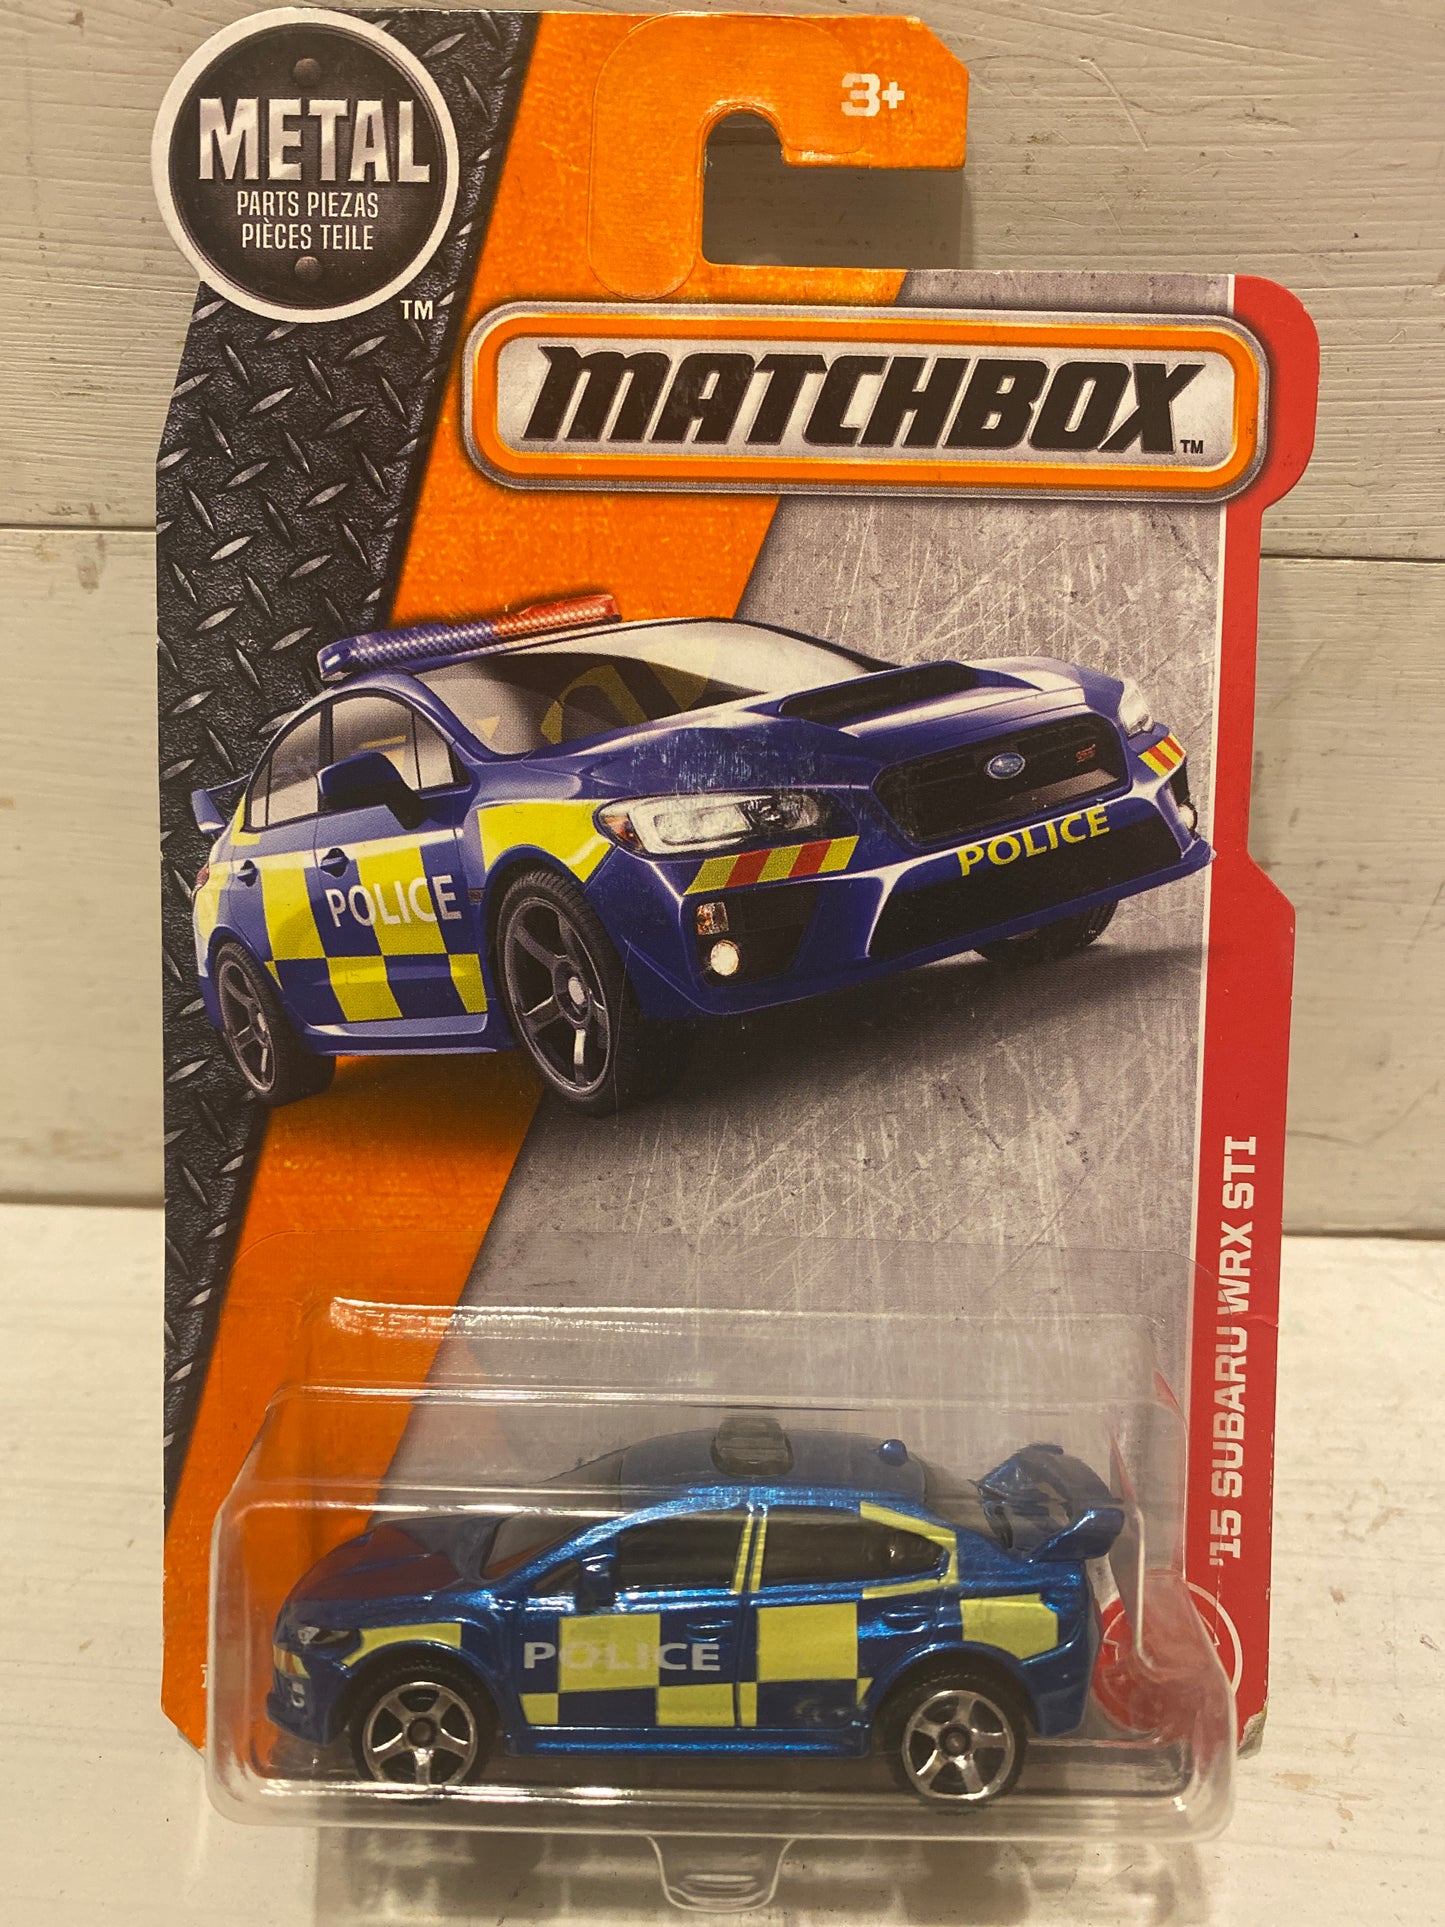 METAL
PARTS PIEZAS
PIÈCES TEILE
TM
3+
MATCHBOX
TM
POLICE
POLICE
'15 SUBARU WRX STI
POLICE